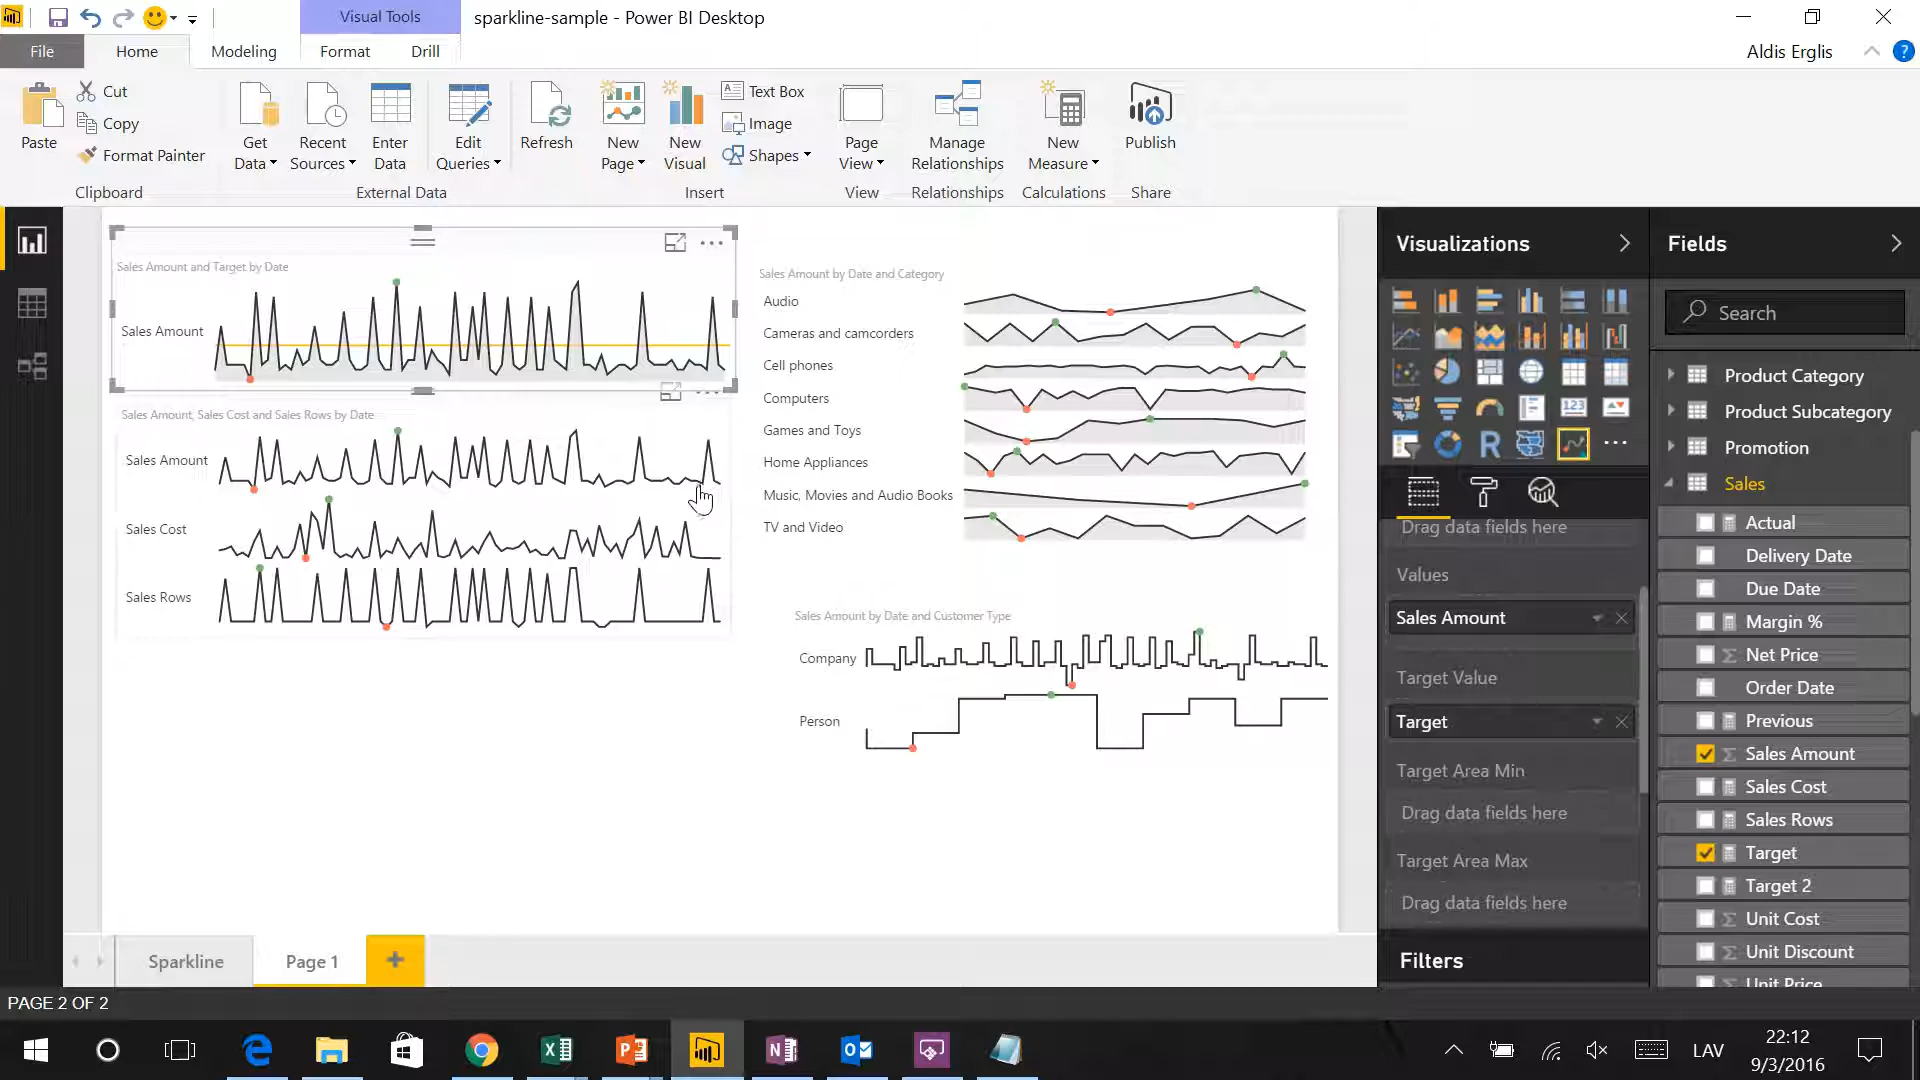 Visual Tools
sparkline-sample - Power BI Desktop
File
Home
Modeling
Format
Drill
Aldis Erglis
?
Paste
Cut
Copy
Format Painter
Clipboard
Get Data
Recent Sources
Enter Data
Edit Queries
External Data
Refresh
New Page
New Visual
Text Box
Image
Shapes
Insert
Page View
View
Manage Relationships
Relationships
New Measure
Calculations
Publish
Share
Sales Amount and Target by Date
Sales Amount
Sales Amount, Sales Cost and Sales Rows by Date
Sales Amount
Sales Cost
Sales Rows
Sales Amount by Date and Category
Audio
Cameras and camcorders
Cell phones
Computers
Games and Toys
Home Appliances
Music, Movies and Audio Books
TV and Video
Sales Amount by Date and Customer Type
Company
Person
Visualizations
R
123
Drag data fields here
Values
Sales Amount
Target Value
Target
Target Area Min
Drag data fields here
Target Area Max
Drag data fields here
Filters
Fields
Search
Product Category
Product Subcategory
Promotion
Sales
Actual
Delivery Date
Due Date
Margin %
Net Price
Order Date
Previous
Sales Amount
Sales Cost
Sales Rows
Target
Target 2
Unit Cost
Unit Discount
Unit Price
Sparkline
Page 1
PAGE 2 OF 2
LAV
22:12
9/3/2016